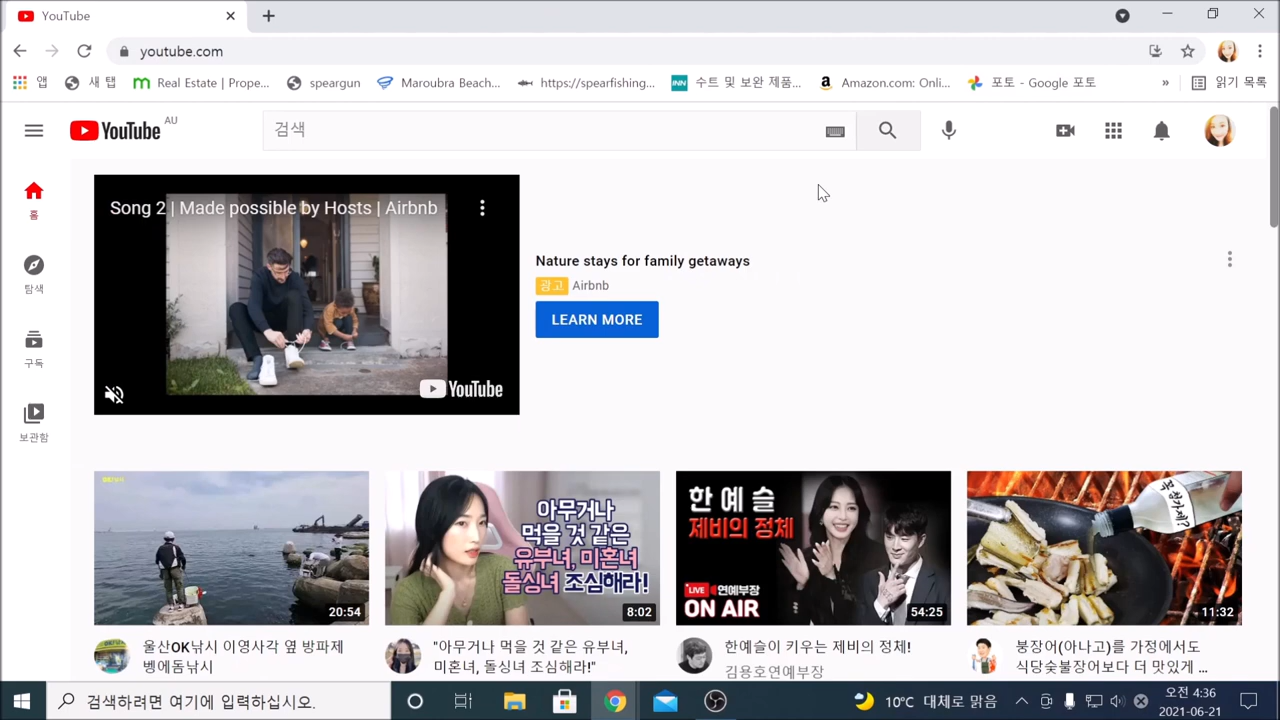 YouTube
youtube.com
앱
새 탭
Real Estate | Prope...
speargun
Maroubra Beach...
https://spearfishing...
INN
수트 및 보완 제품...
Amazon.com: Onli...
포토 - Google 포토
»
읽기 목록
YouTube AU
검색
홈
탐색
구독
보관함
Song 2 | Made possible by Hosts | Airbnb
YouTube
Nature stays for family getaways
광고 Airbnb
LEARN MORE
20:54
아무거나
먹을 것 같은
유부녀, 미혼녀
돌싱녀 조심해라!
8:02
한예슬
제비의 정체
LIVE 연예부장
ON AIR
54:25
꼭 참가세?
11:32
울산OK낚시 이영사각 옆 방파제
벵에돔낚시
"아무거나 먹을 것 같은 유부녀,
미혼녀, 돌싱녀 조심해라!"
한예슬이 키우는 제비의 정체!
김용호연예부장
붕장어(아나고)를 가정에서도
식당숯불장어보다 더 맛있게 ...
검색하려면 여기에 입력하십시오.
10°C 대체로 맑음
오전 4:36
2021-06-21